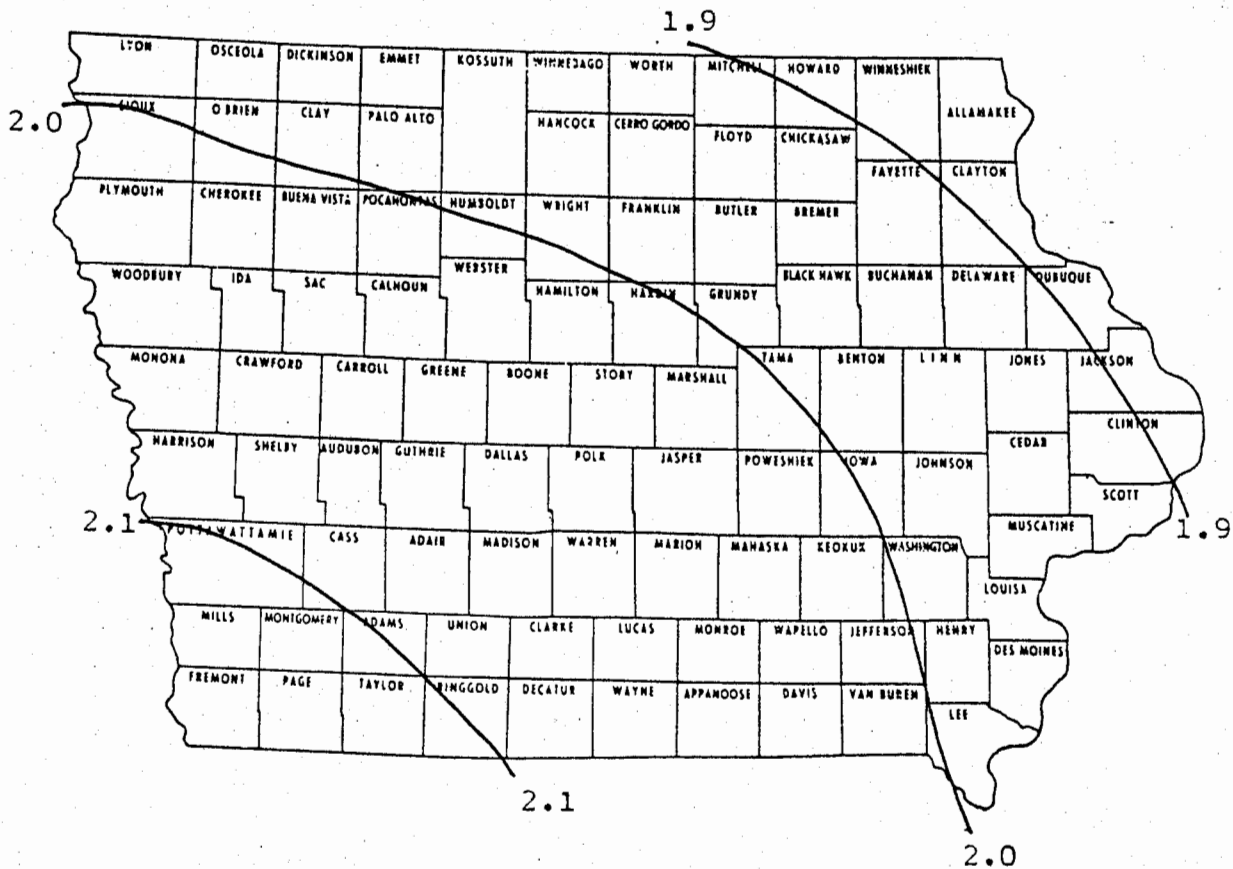 1.9
LYON OSCEOLA DICKINSON EMMET KOSSUTH WINNEBAGO WORTH MITCHELL HOWARD WINNESHIEK
ALLAMAKEE
2.0 SIOUX O BRIEN CLAY PALO ALTO HANCOCK CERRO GORDO FLOYD CHICKASAW
FAYETTE CLAYTON
PLYMOUTH CHEROKEE BUENA VISTA POCAHONTAS HUMBOLDT WRIGHT FRANKLIN BUTLER BREMER
WOODBURY IDA SAC CALHOUN WEBSTER HAMILTON HARDIN GRUNDY BLACK HAWK BUCHANAN DELAWARE DUBUQUE
MONONA CRAWFORD CARROLL GREENE BOONE STORY MARSHALL TAMA BENTON LINN JONES JACKSON
CLINTON
HARRISON SHELBY AUDUBON GUTHRIE DALLAS POLK JASPER POWESHIEK IOWA JOHNSON CEDAR
SCOTT
MUSCATINE
2.1 POTTAWATTAMIE CASS ADAIR MADISON WARREN MARION MAHASKA KEOKUK WASHINGTON 1.9
LOUISA
MILLS MONTGOMERY ADAMS UNION CLARKE LUCAS MONROE WAPELLO JEFFERSON HENRY DES MOINES
FREMONT PAGE TAYLOR RINGGOLD DECATUR WAYNE APPANOOSE DAVIS VAN BUREN LEE
2.1
2.0